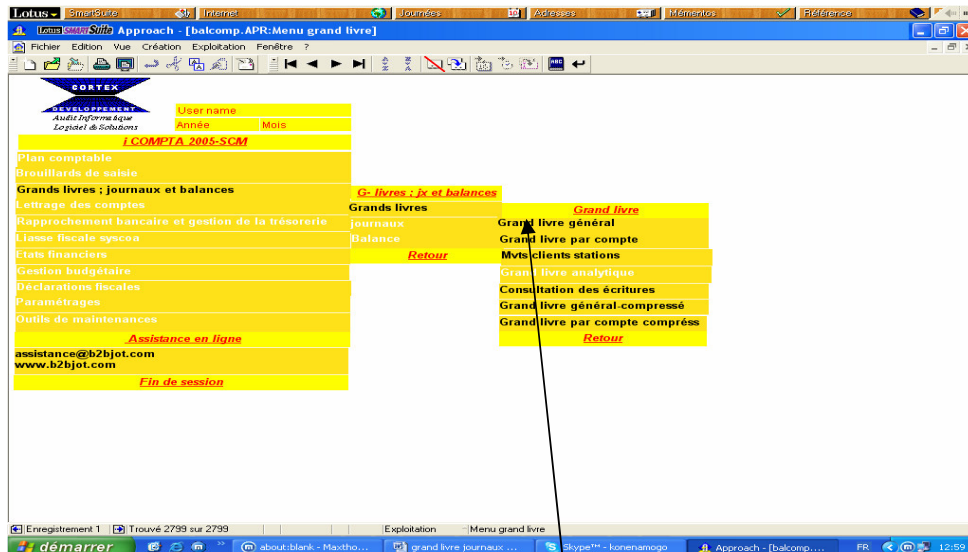 Lotus SmartSuite Internet Journées 10 Adresses Mémentos Référence
Lotus SMARTSuite Approach - [balcomp.APR:Menu grand livre]
Fichier Edition Vue Création Exploitation Fenêtre ?
CORTEX
DEVELOPPEMENT
Audit Informatique
Logiciel & Solutions
User name
Année Mois
i COMPTA 2005-SCM
Plan comptable
Brouillards de saisie
Grands livres ; journaux et balances
Lettrage des comptes
Rapprochement bancaire et gestion de la trésorerie
Liasse fiscale syscoa
Etats financiers
Gestion budgétaire
Déclarations fiscales
Paramétrages
Outils de maintenances
Assistance en ligne
assistance@b2bjot.com
www.b2bjot.com
Fin de session
G- livres ; jx et balances
Grands livres
journaux
Balance
Retour
Grand livre
Grand livre général
Grand livre par compte
Mvts clients stations
Grand livre analytique
Consultation des écritures
Grand livre général-compressé
Grand livre par compte compréss
Retour
Enregistrement 1 Trouvé 2799 sur 2799 Exploitation Menu grand livre
démarrer about:blank - Maxtho... grand livre journaux ... Skype™ - konenamogo Approach - [balcomp.... FR 12:59